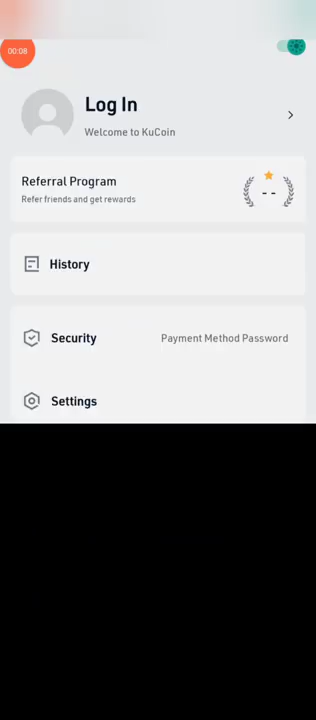 00:08
Log In
Welcome to KuCoin
Referral Program
Refer friends and get rewards
--
History
Security
Payment Method Password
Settings